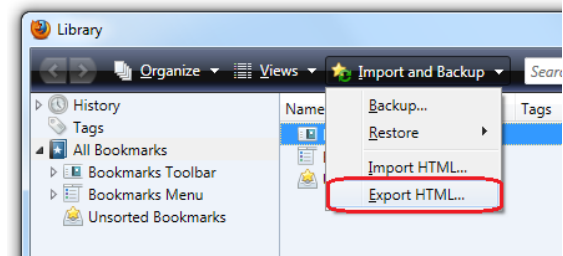 Library
Organize Views Import and Backup Sear
History
Tags
All Bookmarks
Bookmarks Toolbar
Bookmarks Menu
Unsorted Bookmarks
Name Tags
Backup...
Restore
Import HTML...
Export HTML...